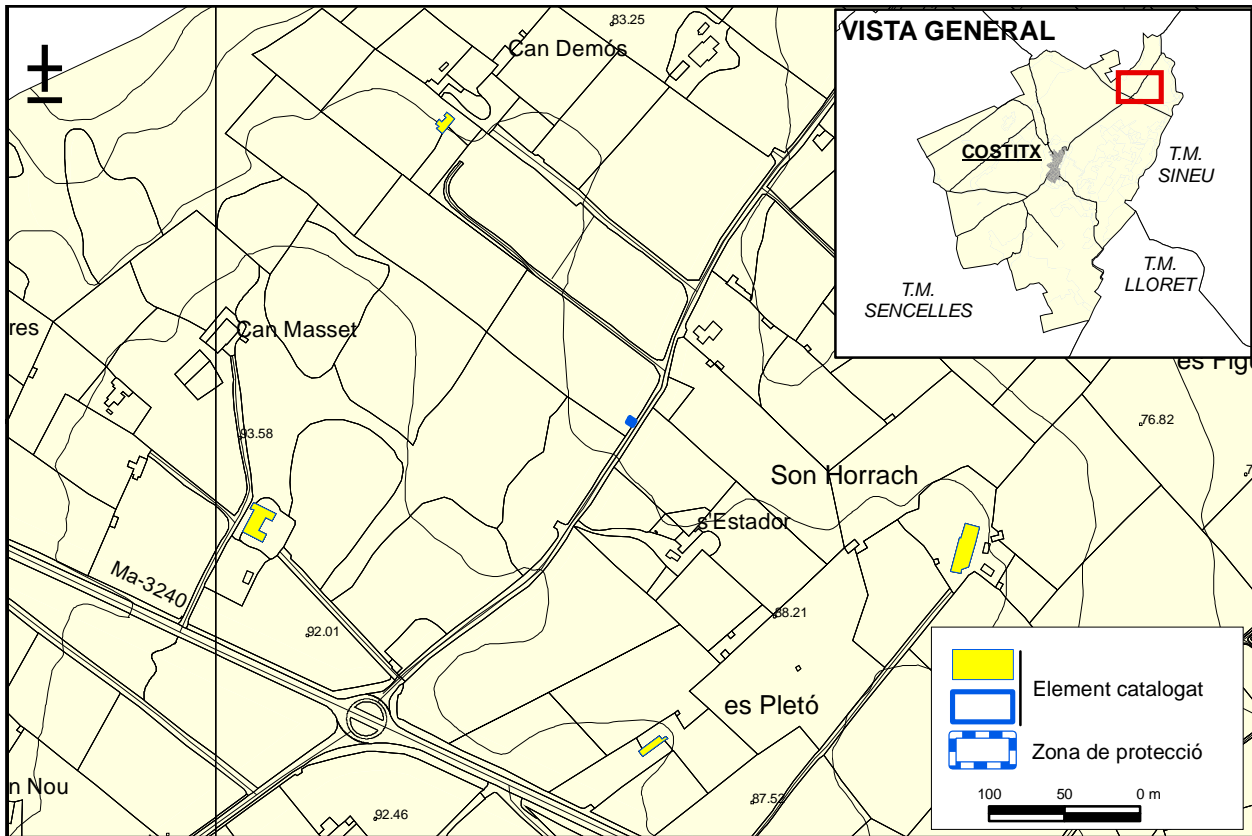 83.25
Can Demós
VISTA GENERAL
COSTITX
T.M.
SINEU
T.M.
LLORET
T.M.
SENCELLES
res
Can Masset
es Figu
76.82
93.58
Son Horrach
7
s'Estador
Ma-3240
88.21
92.01
es Pletó
n Nou
92.46
87.52
Element catalogat
Zona de protecció
100 50 0 m